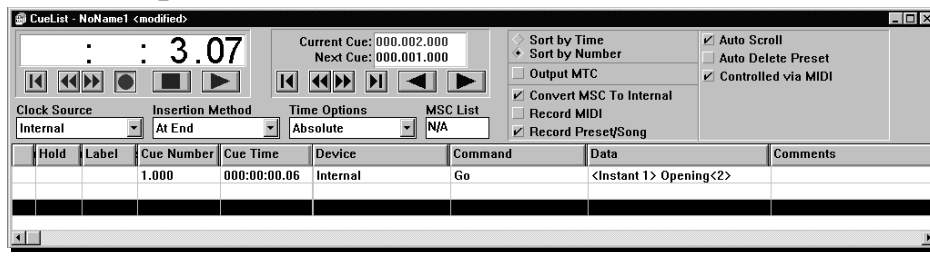 CueList - NoName1 <modified>
: : 3.07
Current Cue: 000.002.000
Next Cue: 000.001.000
Sort by Time
Sort by Number
Output MTC
Convert MSC To Internal
Record MIDI
Record Preset/Song
Auto Scroll
Auto Delete Preset
Controlled via MIDI
Clock Source Insertion Method Time Options MSC List
Internal At End Absolute N/A
Hold Label Cue Number Cue Time Device Command Data Comments
1.000 000:00:00.06 Internal Go <Instant 1> Opening<2>